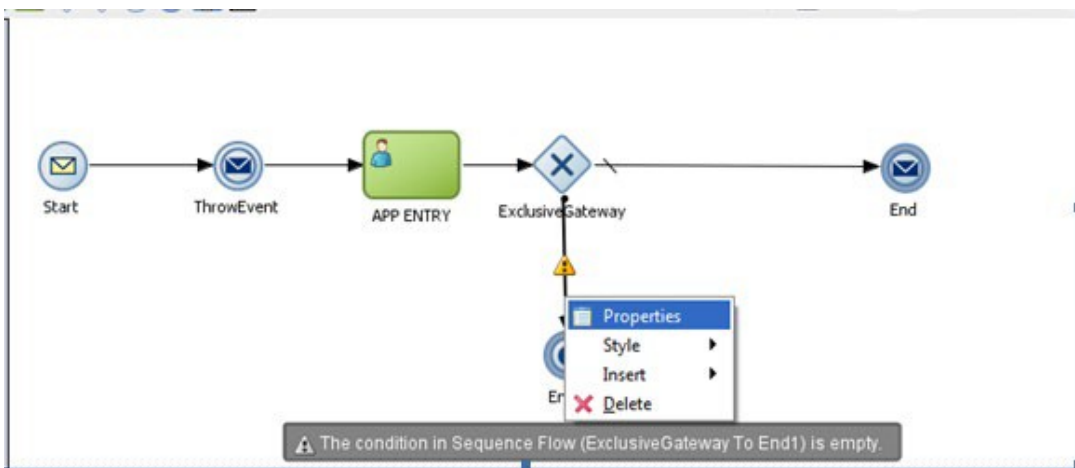 Start
ThrowEvent
APP ENTRY
ExclusiveGateway
End
Properties
Style
Insert
En
Delete
The condition in Sequence Flow (ExclusiveGateway To End1) is empty.